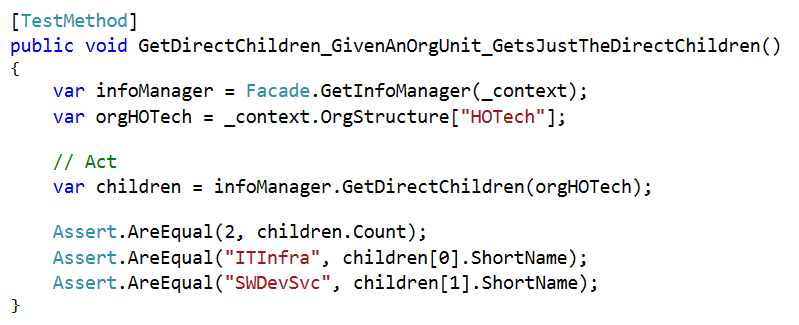 [TestMethod]
public void GetDirectChildren_GivenAnOrgUnit_GetsJustTheDirectChildren()
{
    var infoManager = Facade.GetInfoManager(_context);
    var orgHOTech = _context.OrgStructure["HOTech"];

    // Act
    var children = infoManager.GetDirectChildren(orgHOTech);

    Assert.AreEqual(2, children.Count);
    Assert.AreEqual("ITInfra", children[0].ShortName);
    Assert.AreEqual("SWDevSvc", children[1].ShortName);
}